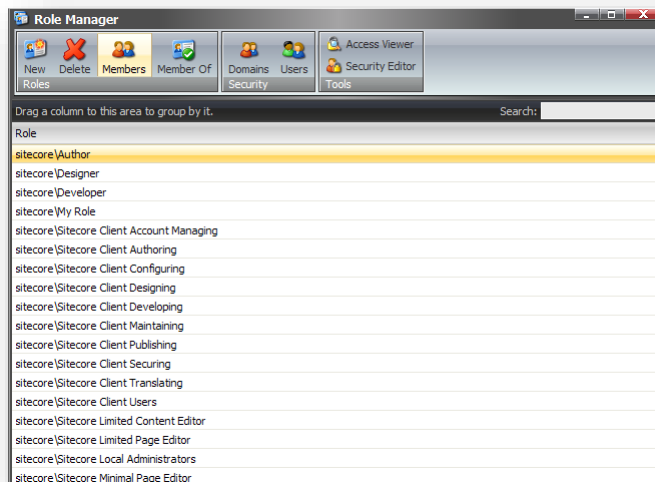 Role Manager
New Delete Members Member Of Domains Users Access Viewer
Security Editor
Roles Security Tools
Drag a column to this area to group by it. Search:
Role
sitecore\Author
sitecore\Designer
sitecore\Developer
sitecore\My Role
sitecore\Sitecore Client Account Managing
sitecore\Sitecore Client Authoring
sitecore\Sitecore Client Configuring
sitecore\Sitecore Client Designing
sitecore\Sitecore Client Developing
sitecore\Sitecore Client Maintaining
sitecore\Sitecore Client Publishing
sitecore\Sitecore Client Securing
sitecore\Sitecore Client Translating
sitecore\Sitecore Client Users
sitecore\Sitecore Limited Content Editor
sitecore\Sitecore Limited Page Editor
sitecore\Sitecore Local Administrators
sitecore\Sitecore Minimal Page Editor